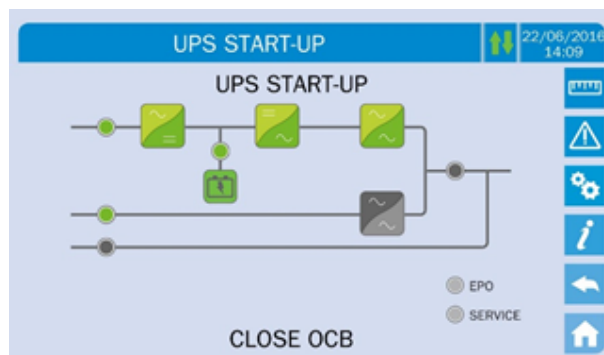 UPS START-UP
22/06/2016
14:09
UPS START-UP
EPO
SERVICE
CLOSE OCB